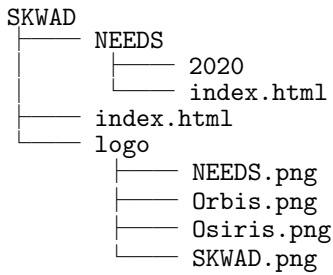 SKWAD
NEEDS
2020
index.html
index.html
logo
NEEDS.png
Orbis.png
Osiris.png
SKWAD.png